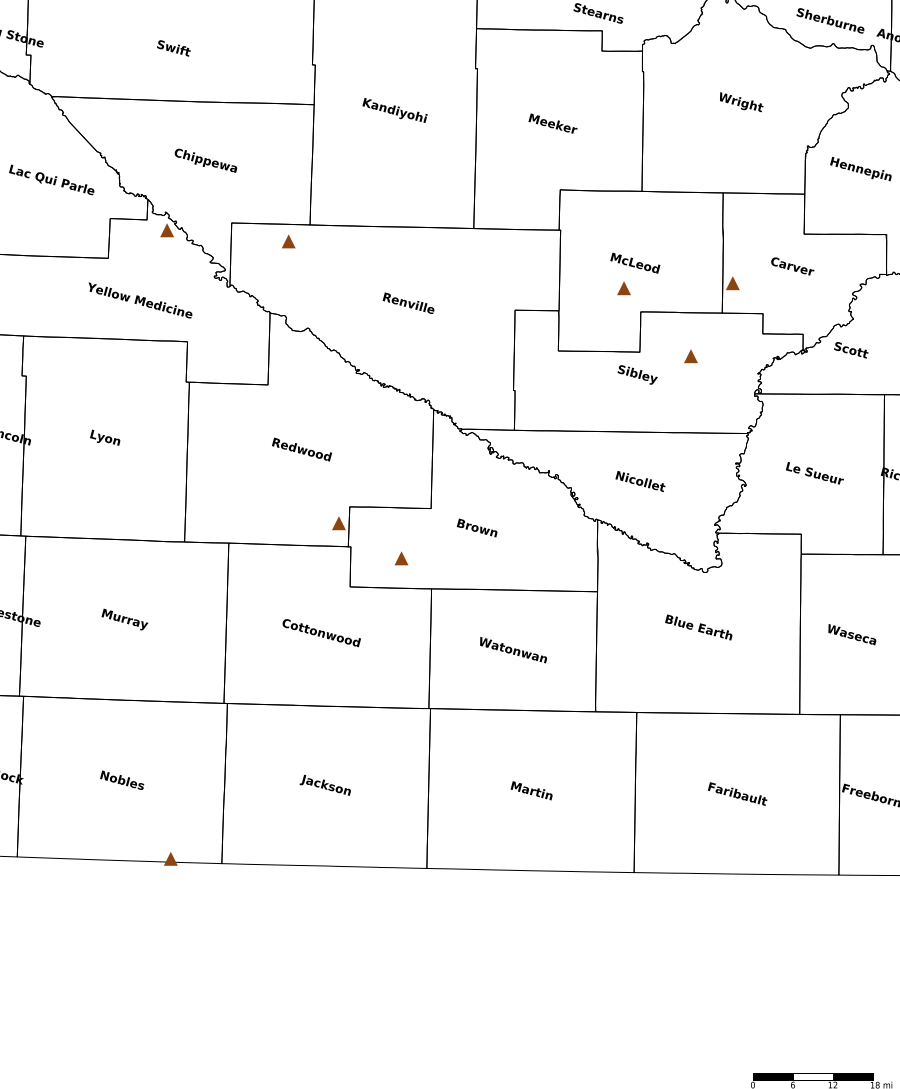 Stearns
Sherburne
Stone
Swift
Kandiyohi
Meeker
Wright
Chippewa
Hennepin
Lac Qui Parle
McLeod
Carver
Yellow Medicine
Renville
Scott
Sibley
Lyon
Redwood
Le Sueur
Nicollet
Brown
Murray
Cottonwood
Watonwan
Blue Earth
Waseca
Nobles
Jackson
Martin
Faribault
Freeborn
0 6 12 18 mi